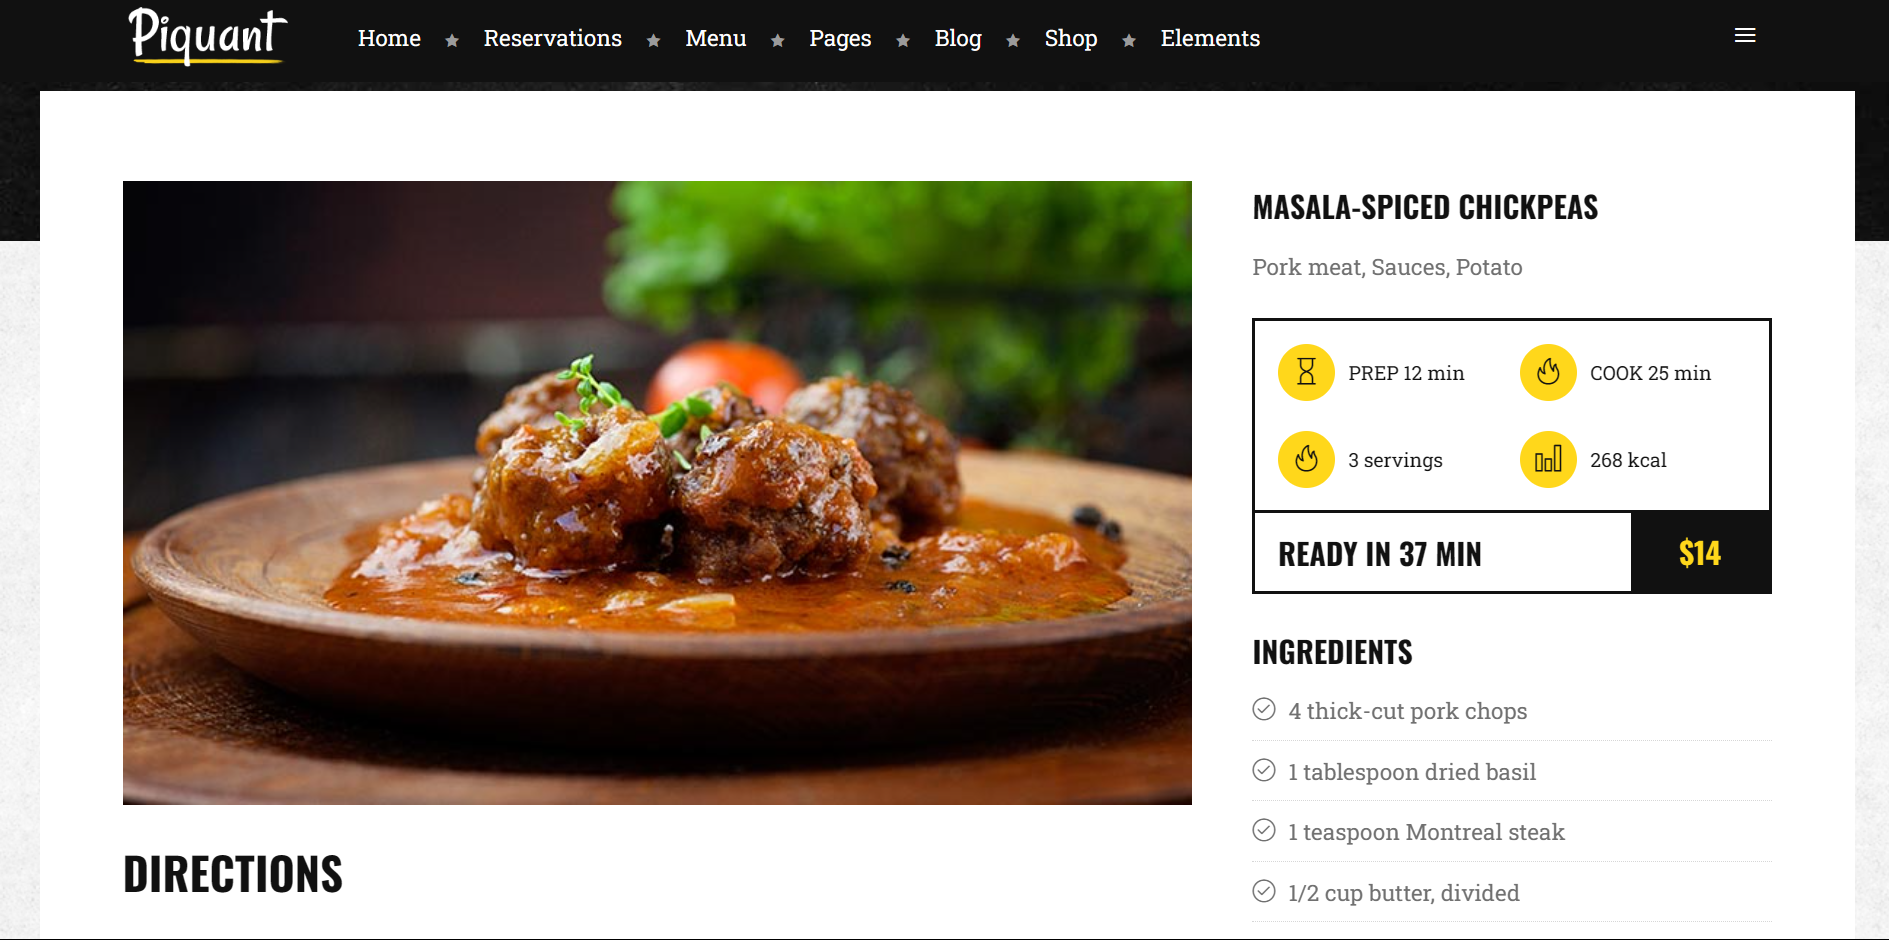 Piquant
Home ★ Reservations ★ Menu ★ Pages ★ Blog ★ Shop ★ Elements
MASALA-SPICED CHICKPEAS
Pork meat, Sauces, Potato
PREP 12 min
COOK 25 min
3 servings
268 kcal
READY IN 37 MIN
$14
INGREDIENTS
4 thick-cut pork chops
1 tablespoon dried basil
1 teaspoon Montreal steak
1/2 cup butter, divided
DIRECTIONS